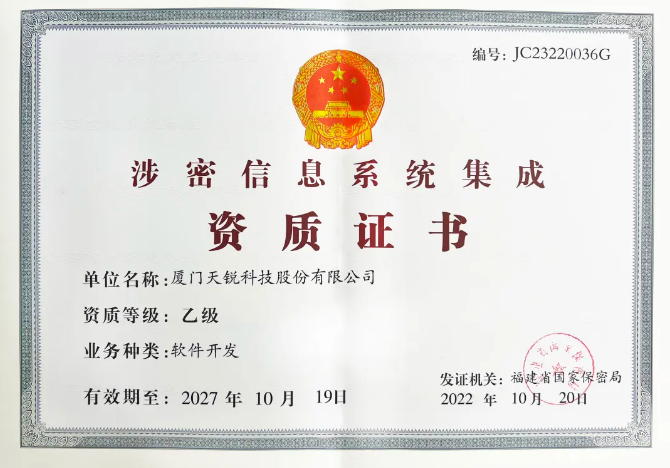 编号: JC23220036G
涉密信息系统集成
资质证书
单位名称: 厦门天锐科技股份有限公司
资质等级: 乙级
业务种类: 软件开发
有效期至: 2027 年 10 月 19日
发证机关: 福建省国家保密局
2022 年 10 月 20日